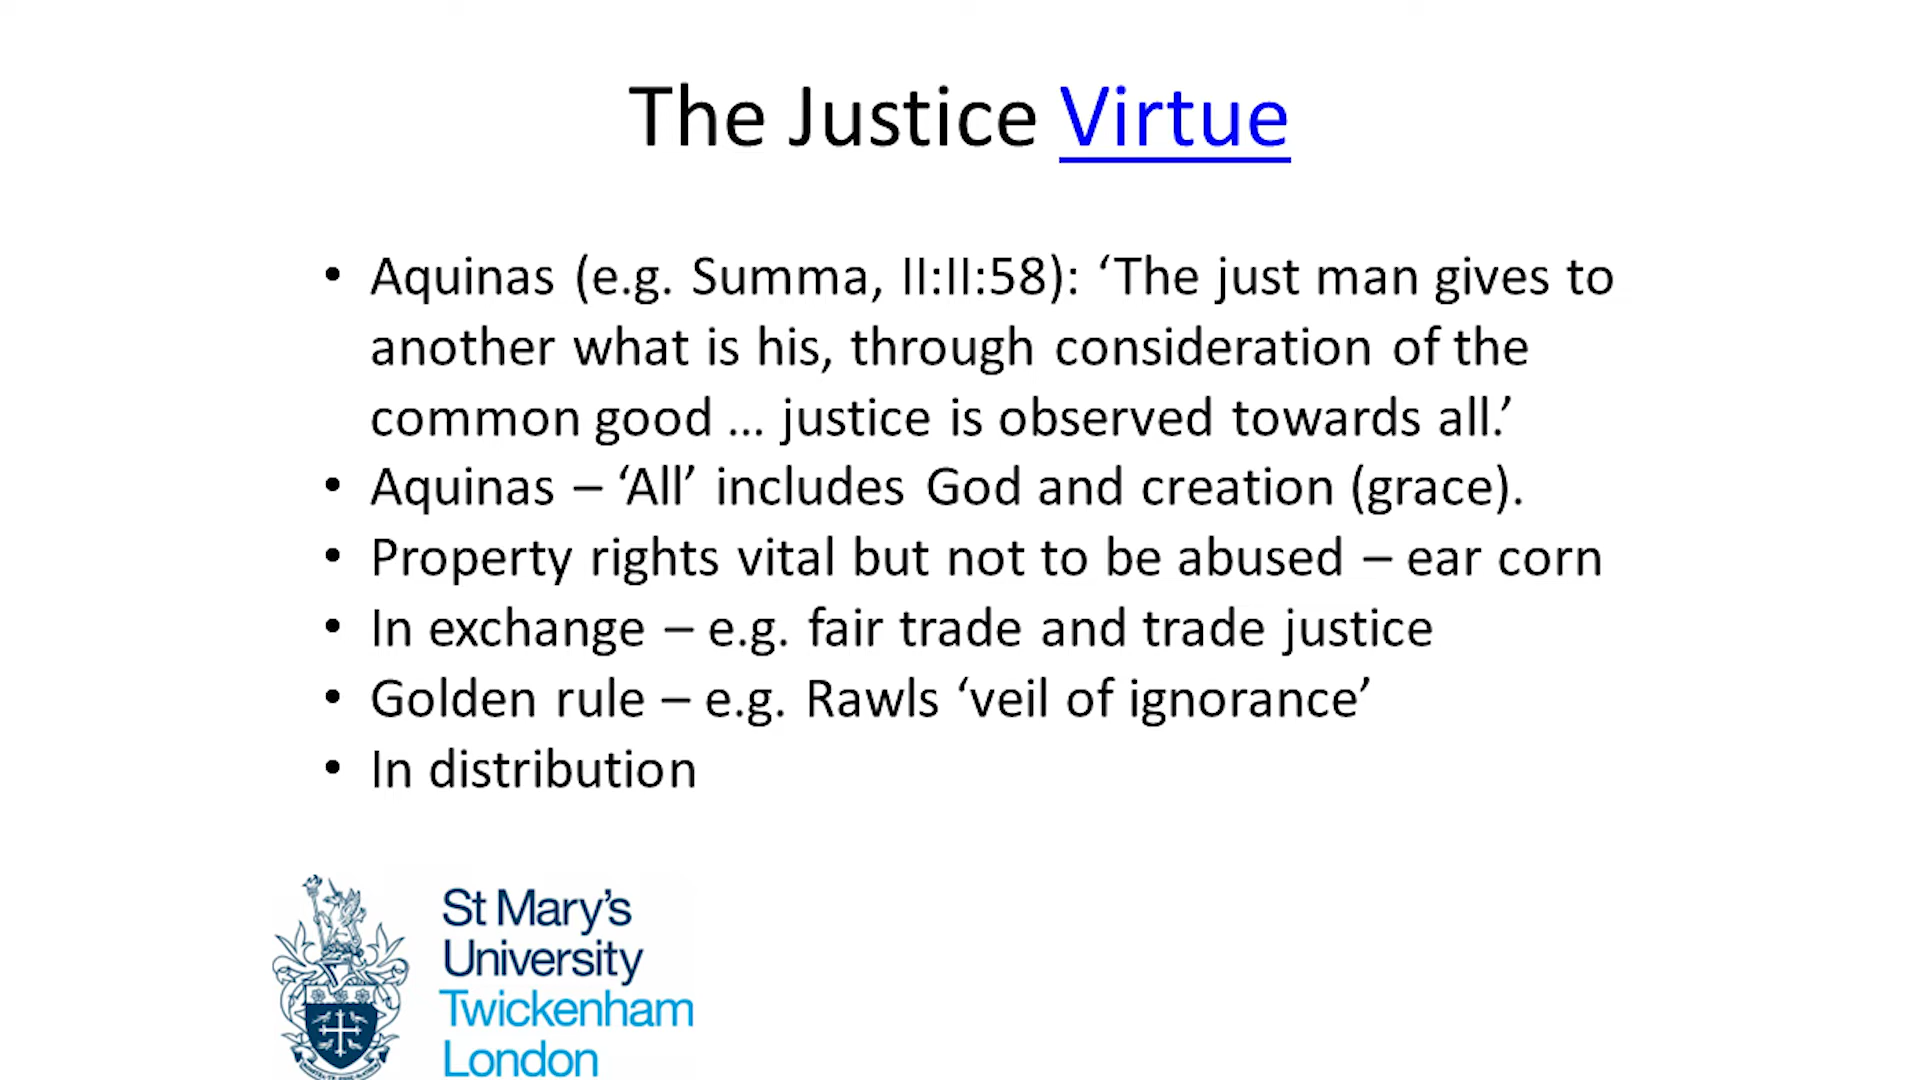 The Justice Virtue
• Aquinas (e.g. Summa, II:II:58): ‘The just man gives to
another what is his, through consideration of the
common good ... justice is observed towards all.’
• Aquinas – ‘All’ includes God and creation (grace).
• Property rights vital but not to be abused – ear corn
• In exchange – e.g. fair trade and trade justice
• Golden rule – e.g. Rawls ‘veil of ignorance’
• In distribution
St Mary’s
University
Twickenham
London